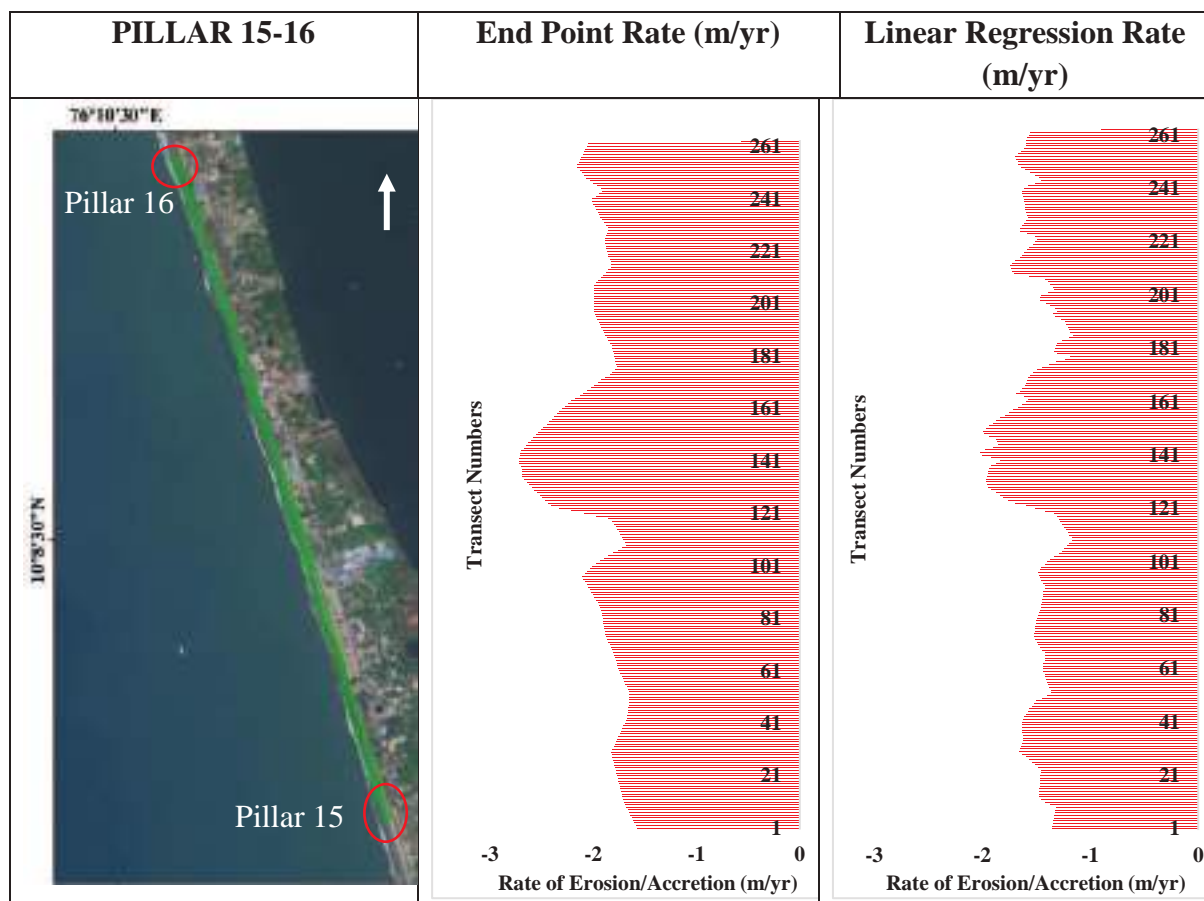 PILLAR 15-16
End Point Rate (m/yr)
Linear Regression Rate
(m/yr)
76°10'30"E
Pillar 16
10°8'30"N
Pillar 15
Transect Numbers
261
241
221
201
181
161
141
121
101
81
61
41
21
1
-3 -2 -1 0
Rate of Erosion/Accretion (m/yr)
Transect Numbers
261
241
221
201
181
161
141
121
101
81
61
41
21
1
-3 -2 -1 0
Rate of Erosion/Accretion (m/yr)